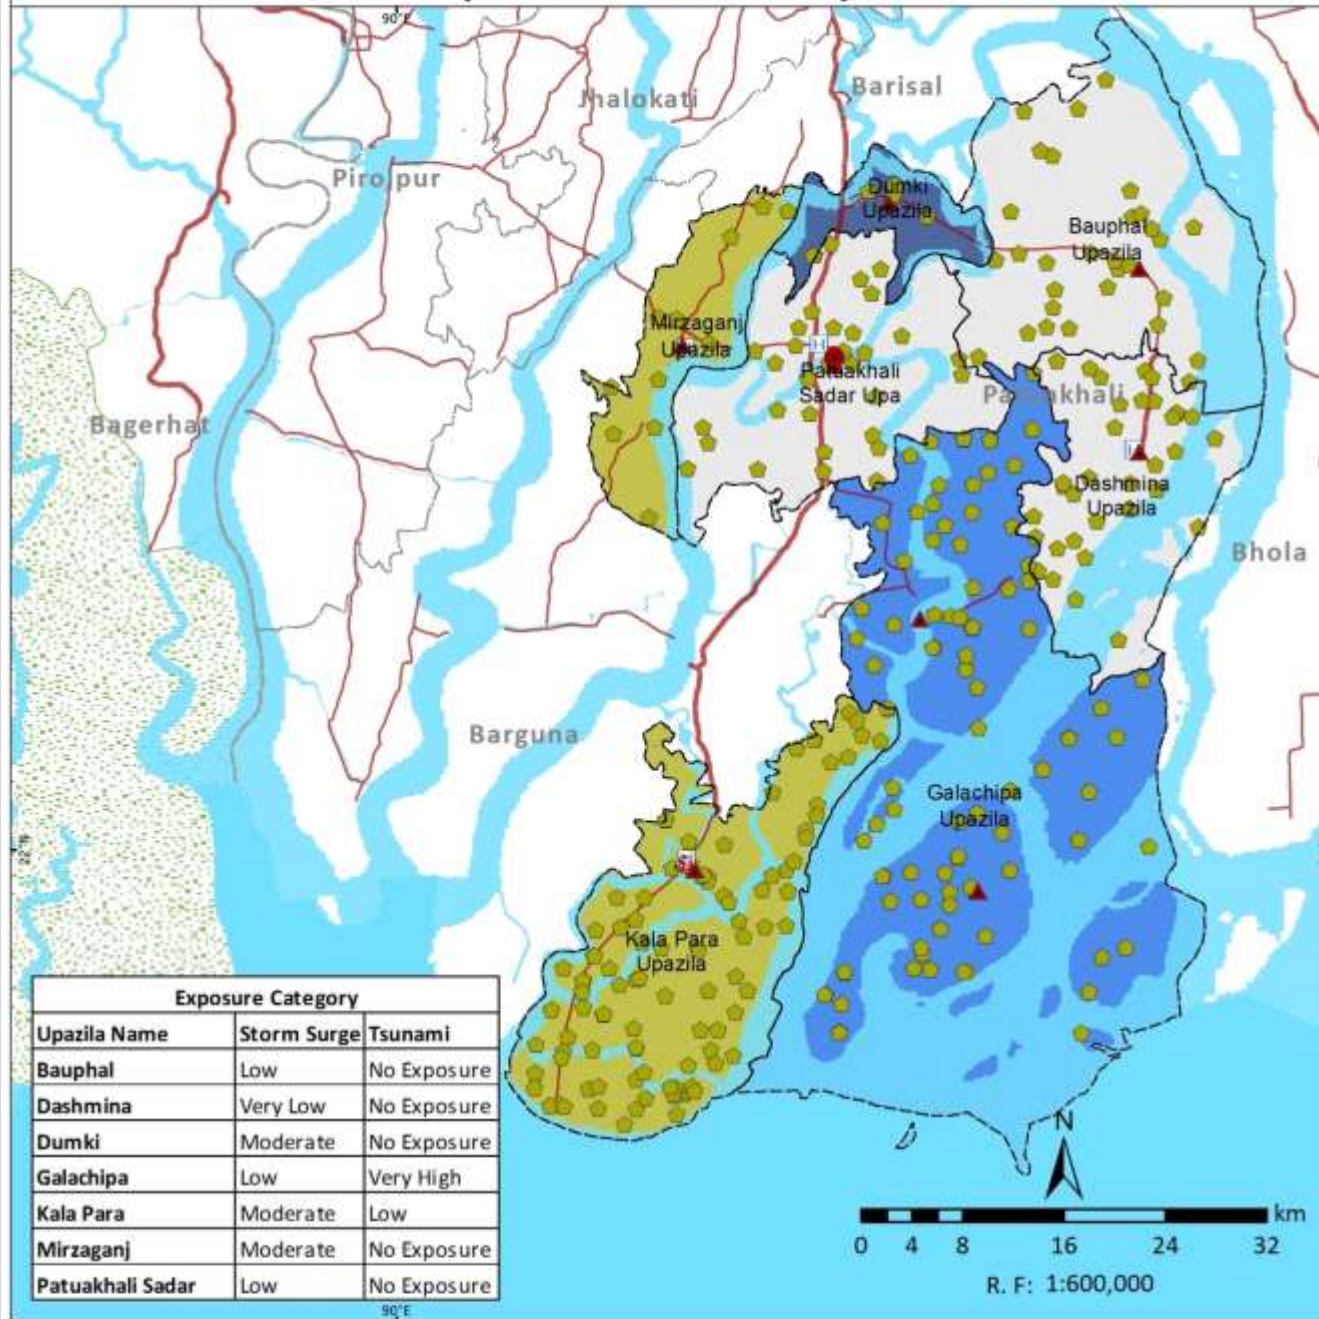 90°E
Jhalokati
Barisal
Pirojpur
Dumki
Upazila
Bauphal
Upazila
Mirzaganj
Upazila
H
Patuakhali
Sadar Upa
Patuakhali
Bagerhat
Dashmina
Upazila
Bhola
Barguna
Galachipa
Upazila
22°N
Kala Para
Upazila
Exposure Category
Upazila Name Storm Surge Tsunami
Bauphal Low No Exposure
Dashmina Very Low No Exposure
Dumki Moderate No Exposure
Galachipa Low Very High
Kala Para Moderate Low
Mirzaganj Moderate No Exposure
Patuakhali Sadar Low No Exposure
N
km
0 4 8 16 24 32
R. F: 1:600,000
90°E